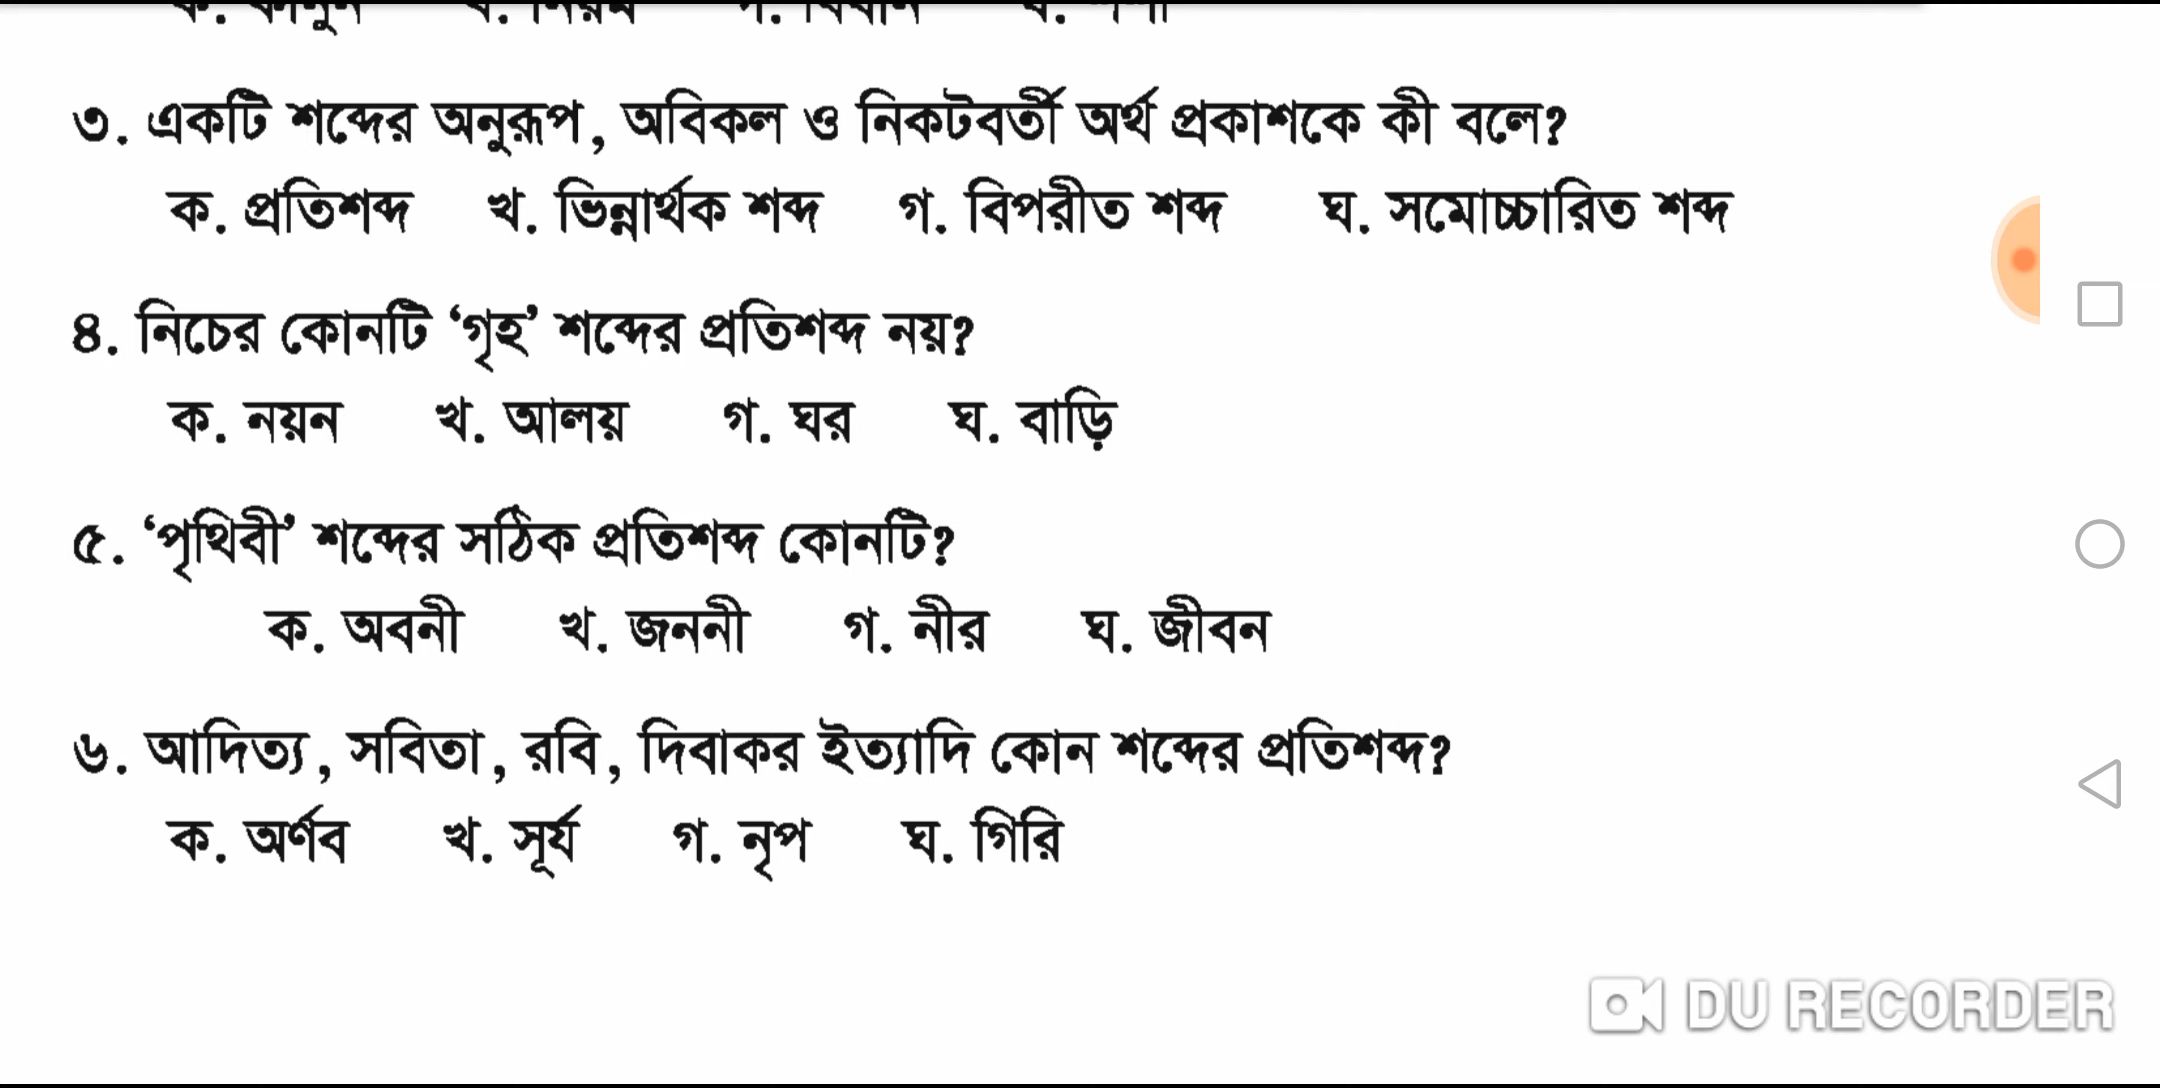 ৩. একটি শব্দের অনুরূপ, অবিকল ও নিকটবর্তী অর্থ প্রকাশকে কী বলে?
ক. প্রতিশব্দ খ. ভিন্নার্থক শব্দ গ. বিপরীত শব্দ ঘ. সমোচ্চারিত শব্দ
৪. নিচের কোনটি ‘গৃহ’ শব্দের প্রতিশব্দ নয়?
ক. নয়ন খ. আলয় গ. ঘর ঘ. বাড়ি
৫. ‘পৃথিবী’ শব্দের সঠিক প্রতিশব্দ কোনটি?
ক. অবনী খ. জননী গ. নীর ঘ. জীবন
৬. আদিত্য, সবিতা, রবি, দিবাকর ইত্যাদি কোন শব্দের প্রতিশব্দ?
ক. অর্ণব খ. সূর্য গ. নৃপ ঘ. গিরি
DU RECORDER